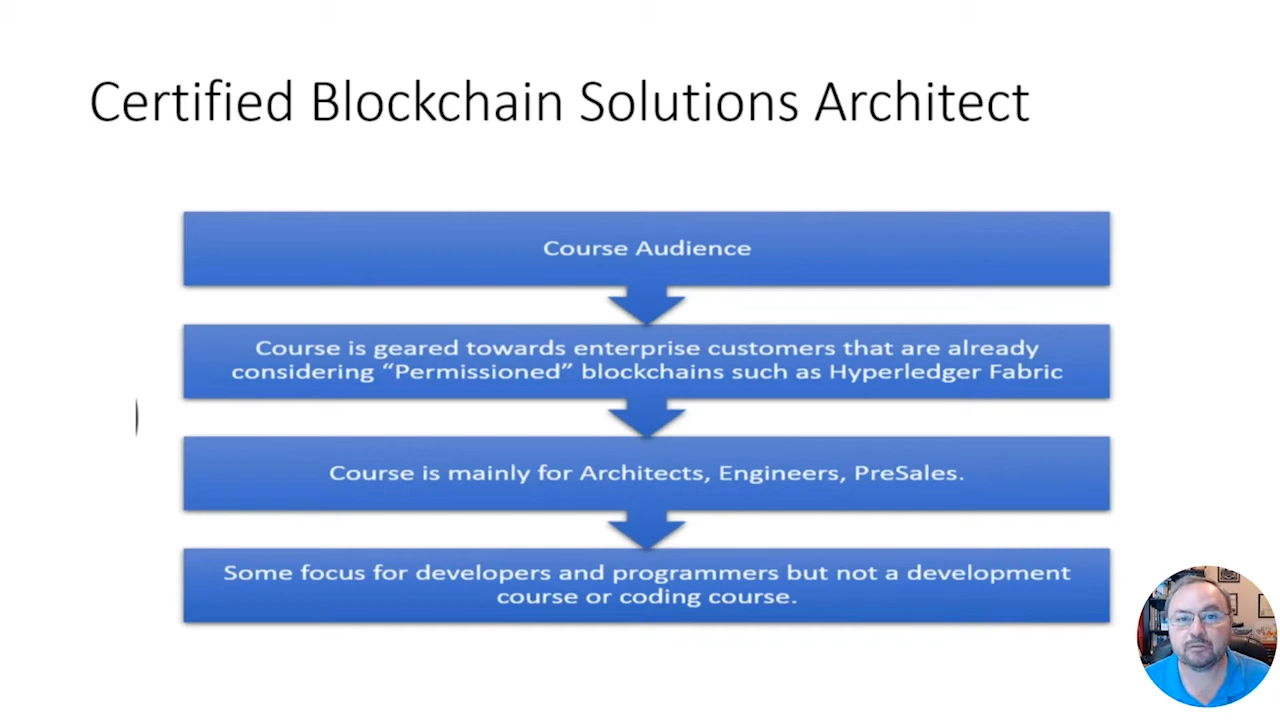 Certified Blockchain Solutions Architect
Course Audience
Course is geared towards enterprise customers that are already
considering “Permissioned” blockchains such as Hyperledger Fabric
Course is mainly for Architects, Engineers, PreSales.
Some focus for developers and programmers but not a development
course or coding course.